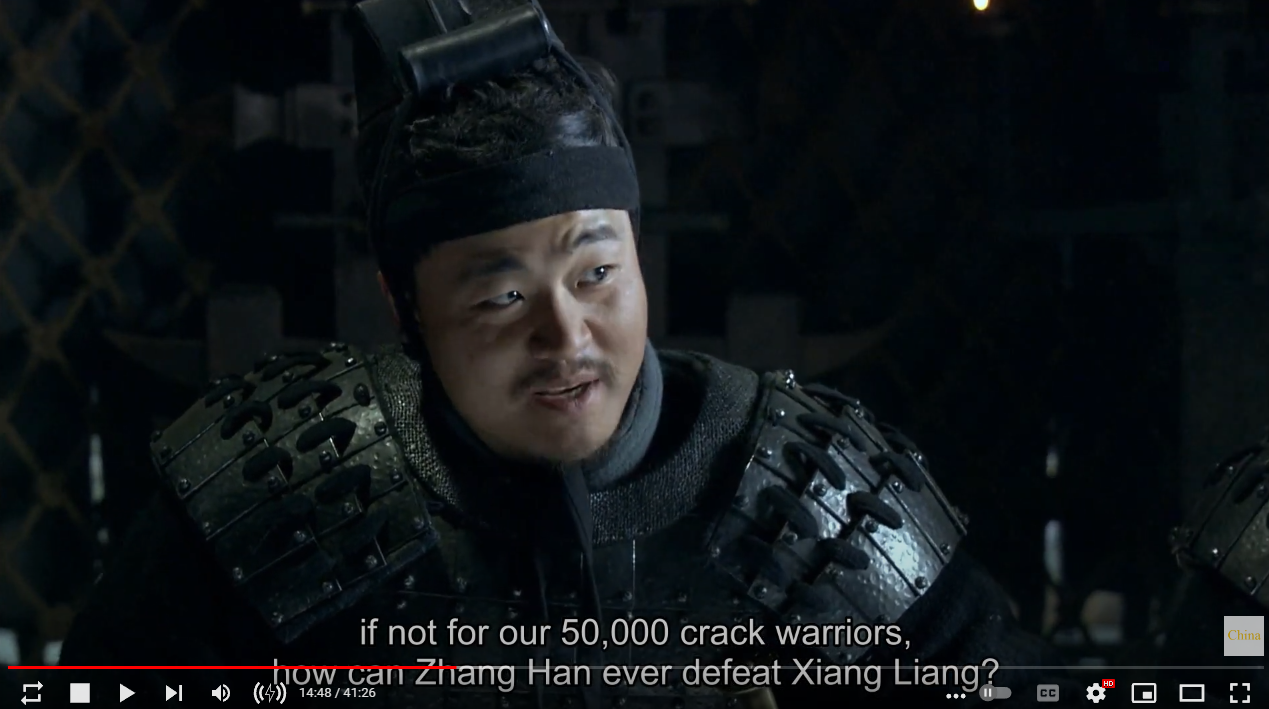 if not for our 50,000 crack warriors,
how can Zhang Han ever defeat Xiang Liang?
China
14:48 / 41:26
CC
HD